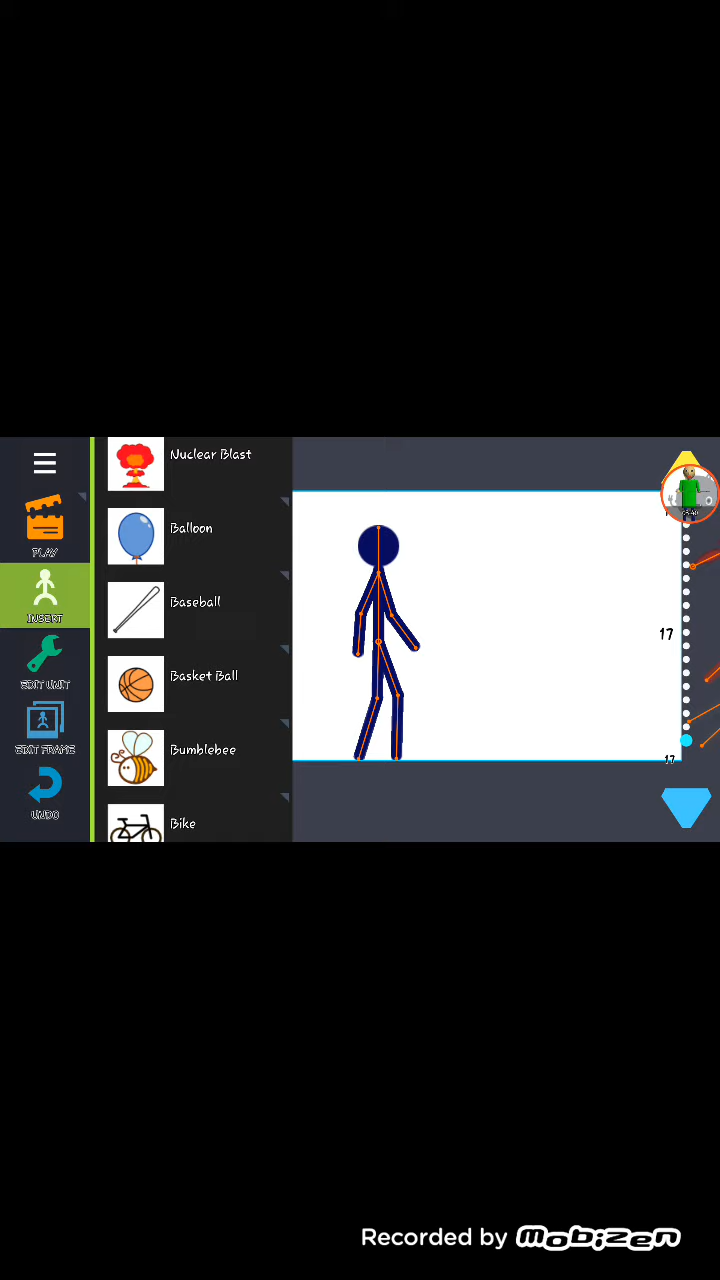 Nuclear Blast
PLAY
Balloon
INSERT
Baseball
17
EDIT UNIT
Basket Ball
EDIT FRAME
Bumblebee
17
UNDO
Bike
Recorded by mobizen